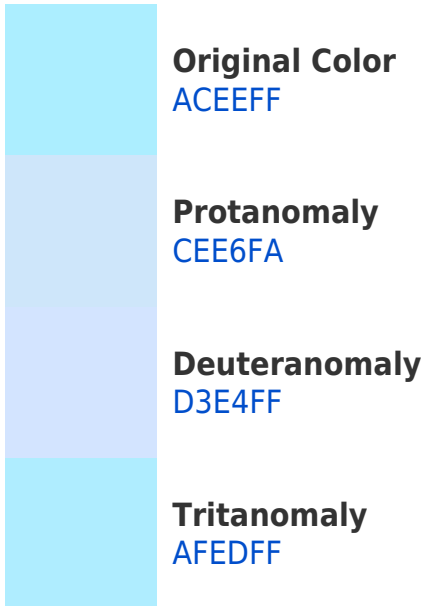 Original Color
ACEEFF
Protanomaly
CEE6FA
Deuteranomaly
D3E4FF
Tritanomaly
AFEDFF